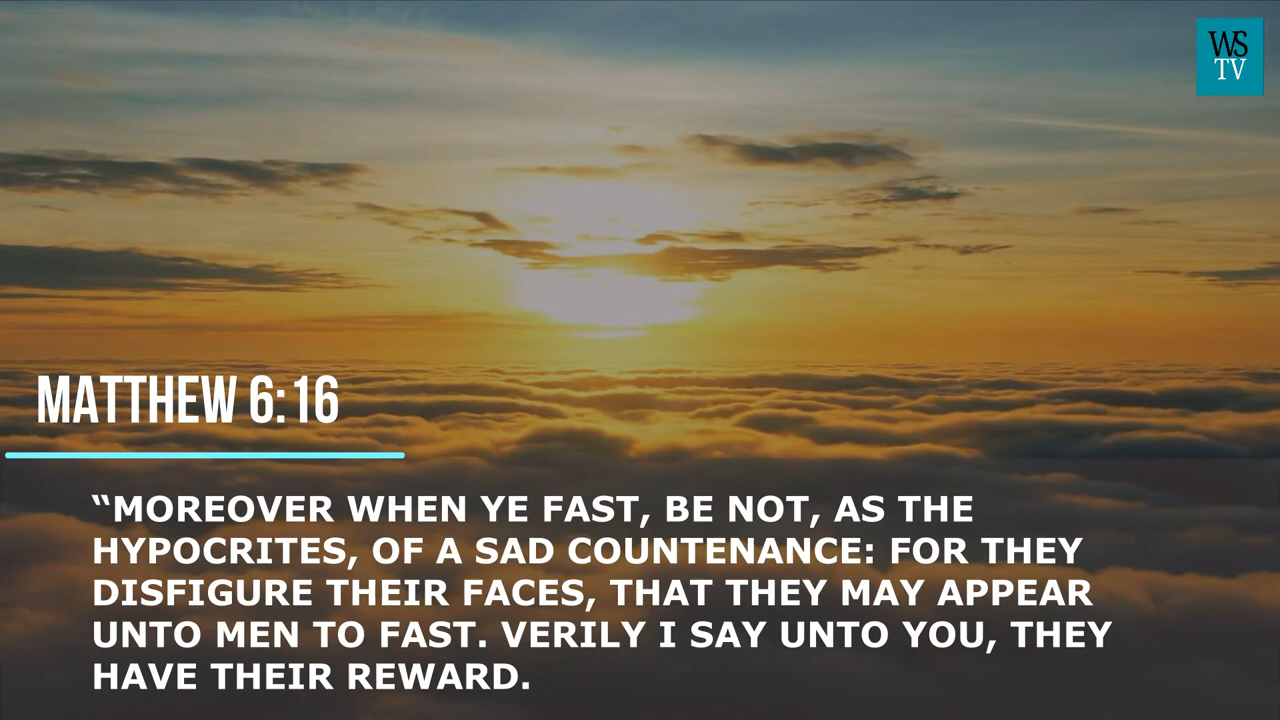 WS
TV
MATTHEW 6:16
“MOREOVER WHEN YE FAST, BE NOT, AS THE
HYPOCRITES, OF A SAD COUNTENANCE: FOR THEY
DISFIGURE THEIR FACES, THAT THEY MAY APPEAR
UNTO MEN TO FAST. VERILY I SAY UNTO YOU, THEY
HAVE THEIR REWARD.